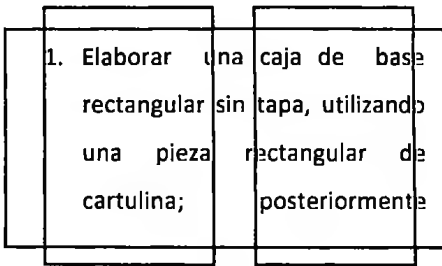 1. Elaborar una caja de base
rectangular sin tapa, utilizando
una pieza rectangular de
cartulina; posteriormente